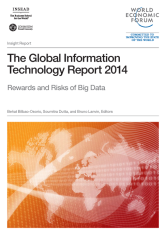 INSEAD
The Business School
for the World®
WORLD
ECONOMIC
FORUM
COMMITTED TO
IMPROVING THE STATE
OF THE WORLD
Insight Report
The Global Information
Technology Report 2014
Rewards and Risks of Big Data
Beñat Bilbao-Osorio, Soumitra Dutta, and Bruno Lanvin, Editors